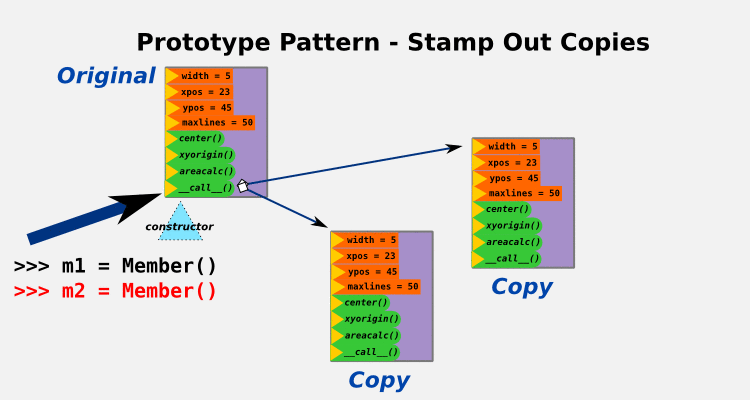 Prototype Pattern - Stamp Out Copies
Original
width = 5
xpos = 23
ypos = 45
maxlines = 50
center()
xyorigin()
areacalc()
__call__()
constructor
>>> m1 = Member()
>>> m2 = Member()
width = 5
xpos = 23
ypos = 45
maxlines = 50
center()
xyorigin()
areacalc()
__call__()
Copy
width = 5
xpos = 23
ypos = 45
maxlines = 50
center()
xyorigin()
areacalc()
__call__()
Copy